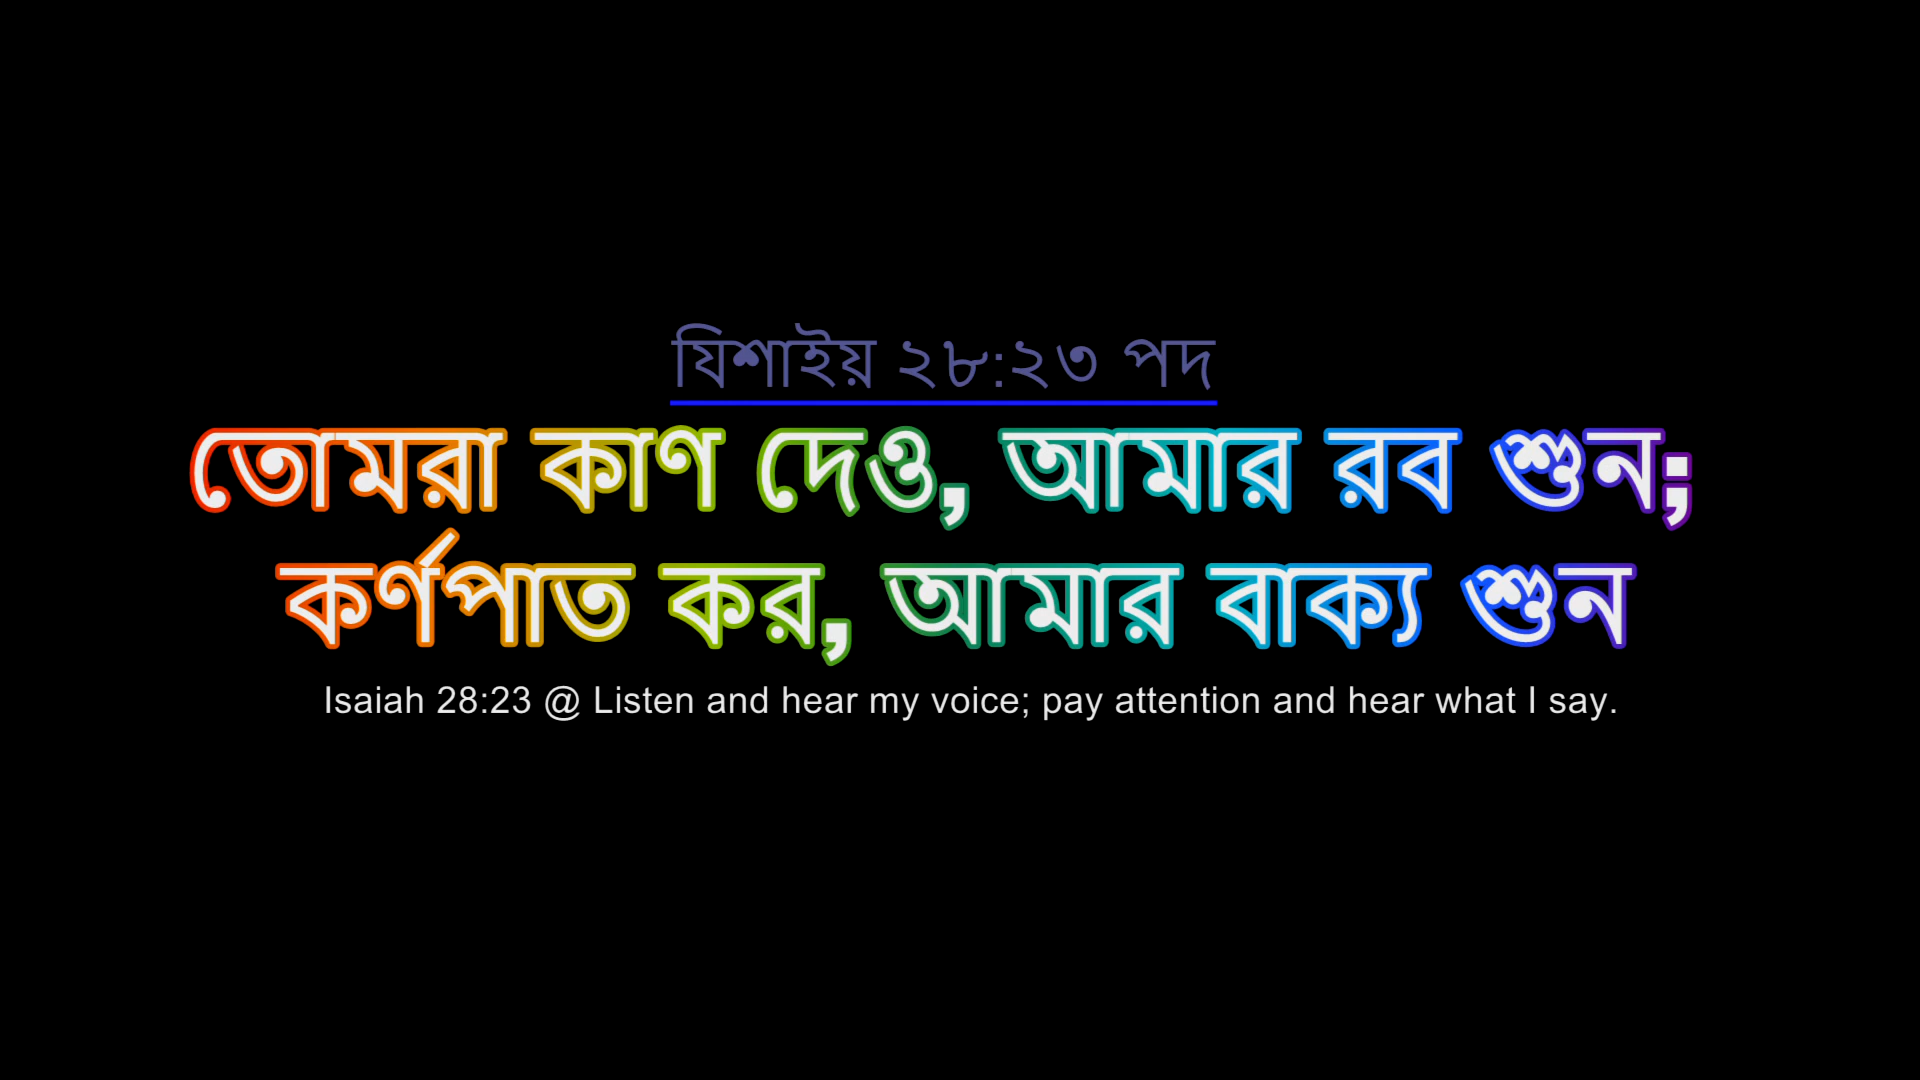 যিশাইয় ২৮:২৩ পদ
তোমরা কাণ দেও, আমার রব শুন;
কর্ণপাত কর, আমার বাক্য শুন
Isaiah 28:23 @ Listen and hear my voice; pay attention and hear what I say.